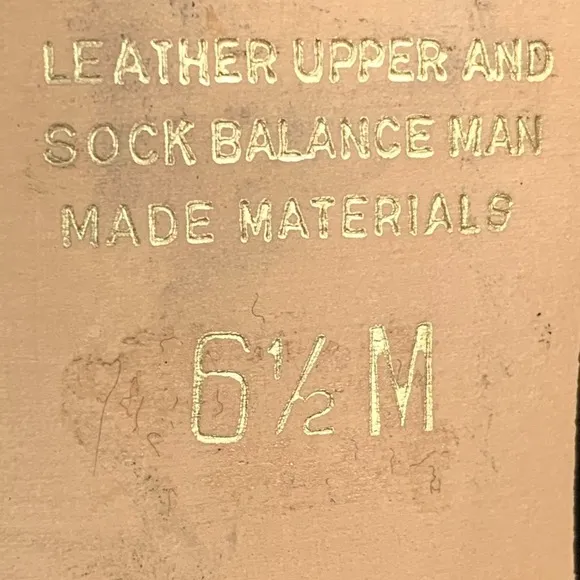 LEATHER UPPER AND
SOCK BALANCE MAN
MADE MATERIALS
6½ M